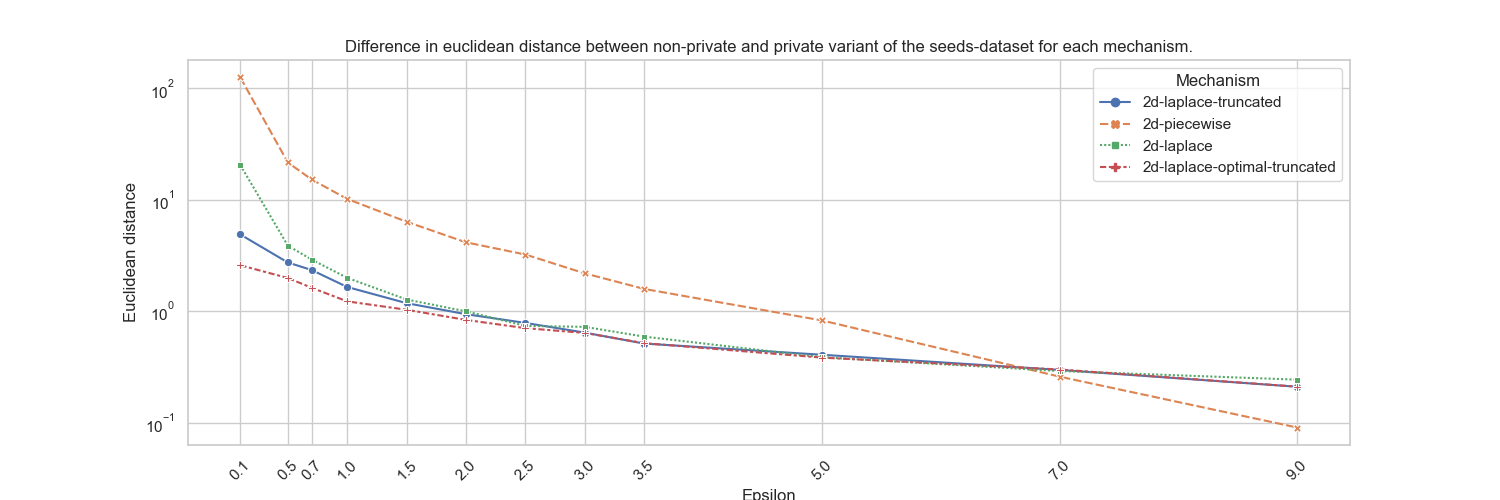 Difference in euclidean distance between non-private and private variant of the seeds-dataset for each mechanism.
Euclidean distance
10²
10¹
10⁰
10⁻¹
Mechanism
2d-laplace-truncated
2d-piecewise
2d-laplace
2d-laplace-optimal-truncated
0.1 0.5 0.7 1.0 1.5 2.0 2.5 3.0 3.5 5.0 7.0 9.0
Epsilon